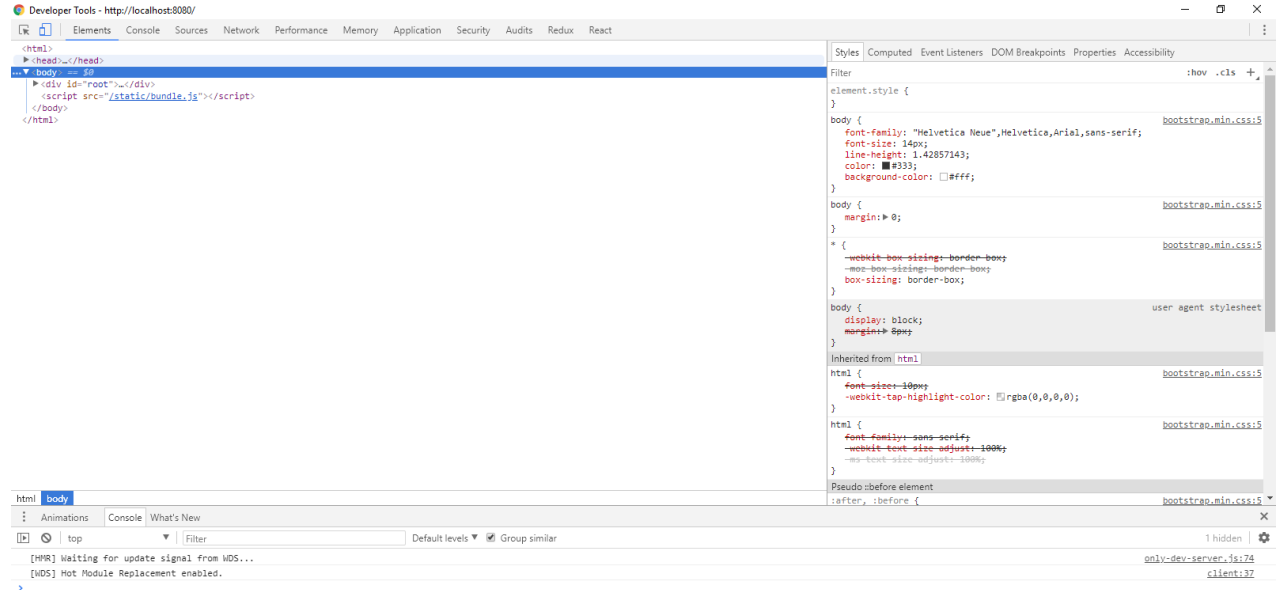 Developer Tools - http://localhost:8080/
Elements Console Sources Network Performance Memory Application Security Audits Redux React
<html>
▶<head>…</head>
...▼<body> == $0
▶<div id="root">…</div>
<script src="/static/bundle.js"></script>
</body>
</html>
html body
Styles Computed Event Listeners DOM Breakpoints Properties Accessibility
Filter :hov .cls +
element.style {
}
body { bootstrap.min.css:5
font-family: "Helvetica Neue",Helvetica,Arial,sans-serif;
font-size: 14px;
line-height: 1.42857143;
color: #333;
background-color: #fff;
}
body { bootstrap.min.css:5
margin:▶ 0;
}
* { bootstrap.min.css:5
-webkit-box-sizing: border-box;
-moz-box-sizing: border-box;
box-sizing: border-box;
}
body { user agent stylesheet
display: block;
margin:▶ 8px;
}
Inherited from html
html { bootstrap.min.css:5
font-size: 10px;
-webkit-tap-highlight-color: rgba(0,0,0,0);
}
html { bootstrap.min.css:5
font-family: sans-serif;
-webkit-text-size-adjust: 100%;
-ms-text-size-adjust: 100%;
}
Pseudo ::before element
:after, :before { bootstrap.min.css:5
Animations Console What's New
top ▼ Filter Default levels ▼ Group similar 1 hidden
[HMR] Waiting for update signal from WDS... only-dev-server.js:74
[WDS] Hot Module Replacement enabled. client:37
>